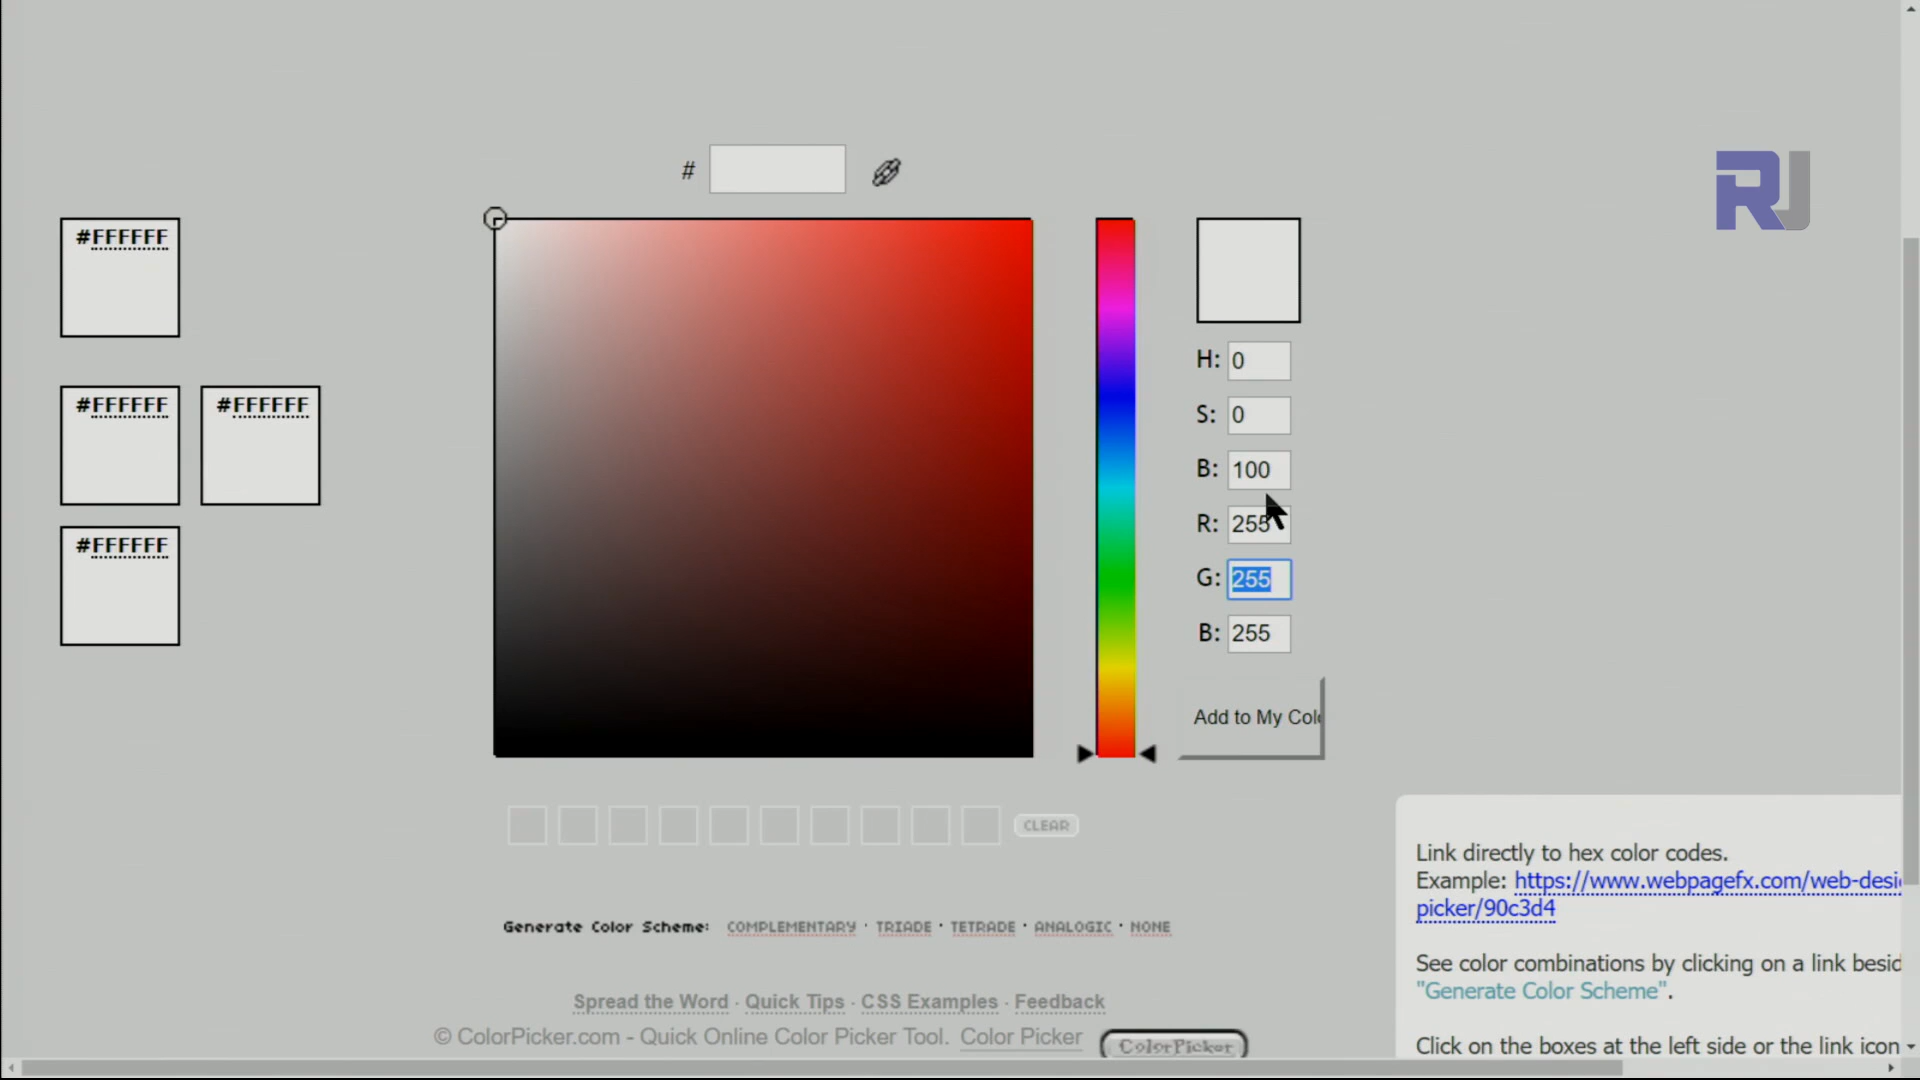 #
RJ
#FFFFFF
#FFFFFF #FFFFFF
#FFFFFF
H: 0
S: 0
B: 100
R: 255
G: 255
B: 255
Add to My Col
CLEAR
Generate Color Scheme: COMPLEMENTARY · TRIADE · TETRADE · ANALOGIC · NONE
Spread the Word · Quick Tips · CSS Examples · Feedback
© ColorPicker.com - Quick Online Color Picker Tool. Color Picker ColorPicker
Link directly to hex color codes.
Example: https://www.webpagefx.com/web-desi
picker/90c3d4
See color combinations by clicking on a link besid
"Generate Color Scheme".
Click on the boxes at the left side or the link icon